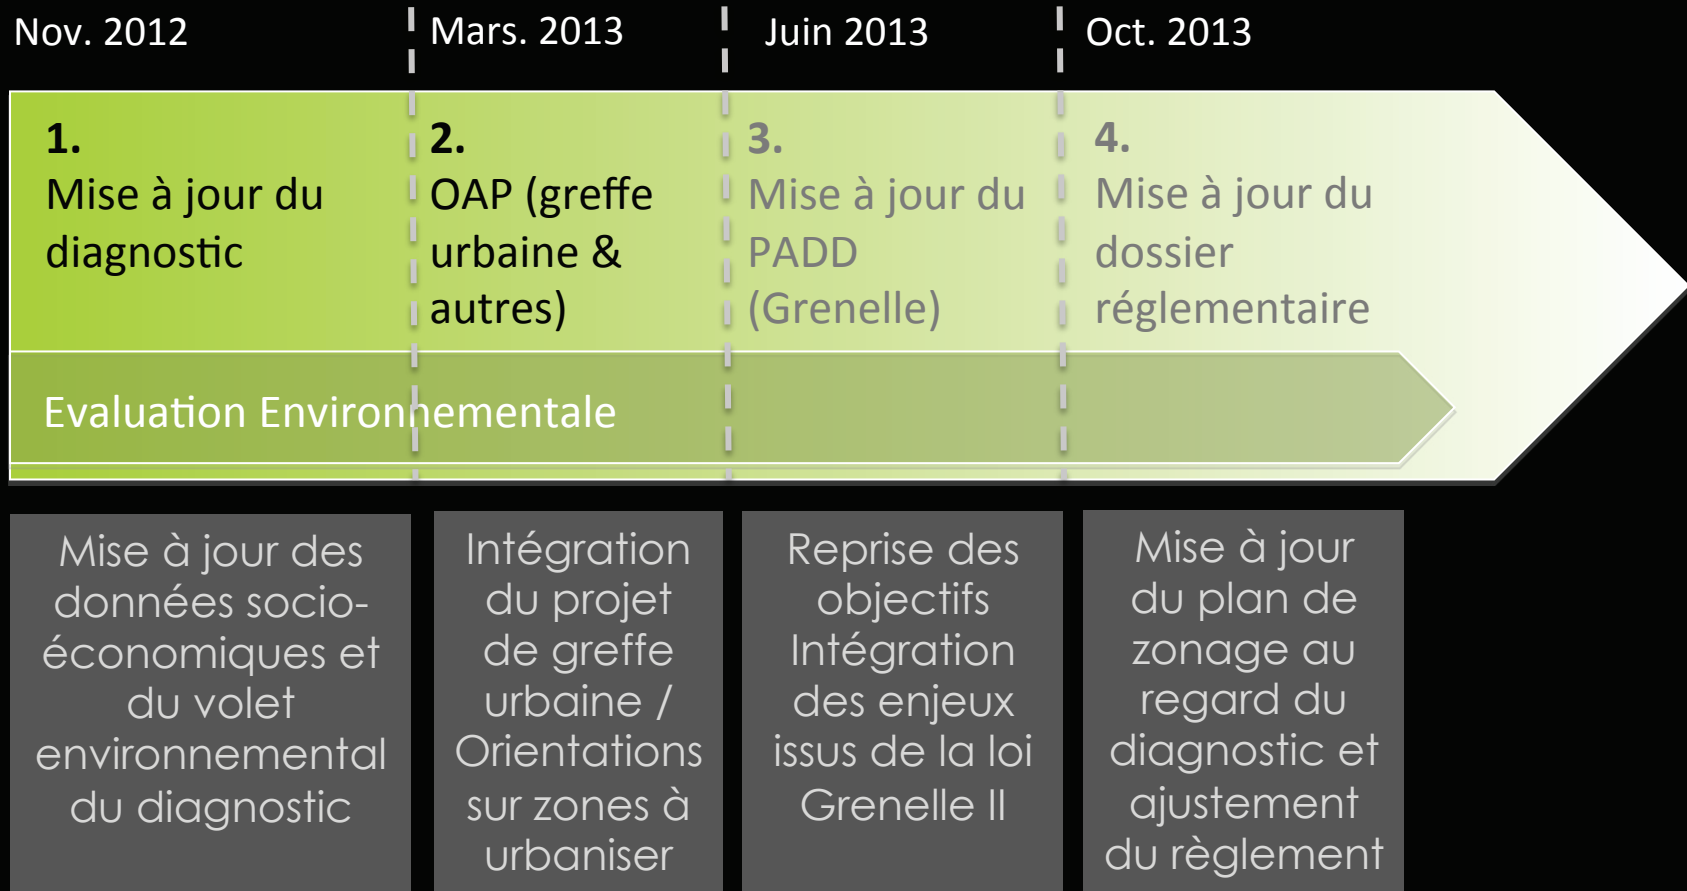 Nov. 2012
Mars. 2013
Juin 2013
Oct. 2013
1.
Mise à jour du
diagnostic
2.
OAP (greffe
urbaine &
autres)
3.
Mise à jour du
PADD
(Grenelle)
4.
Mise à jour du
dossier
réglementaire
Evaluation Environnementale
Mise à jour des
données socio-
économiques et
du volet
environnemental
du diagnostic
Intégration
du projet
de greffe
urbaine /
Orientations
sur zones à
urbaniser
Reprise des
objectifs
Intégration
des enjeux
issus de la loi
Grenelle II
Mise à jour
du plan de
zonage au
regard du
diagnostic et
ajustement
du règlement